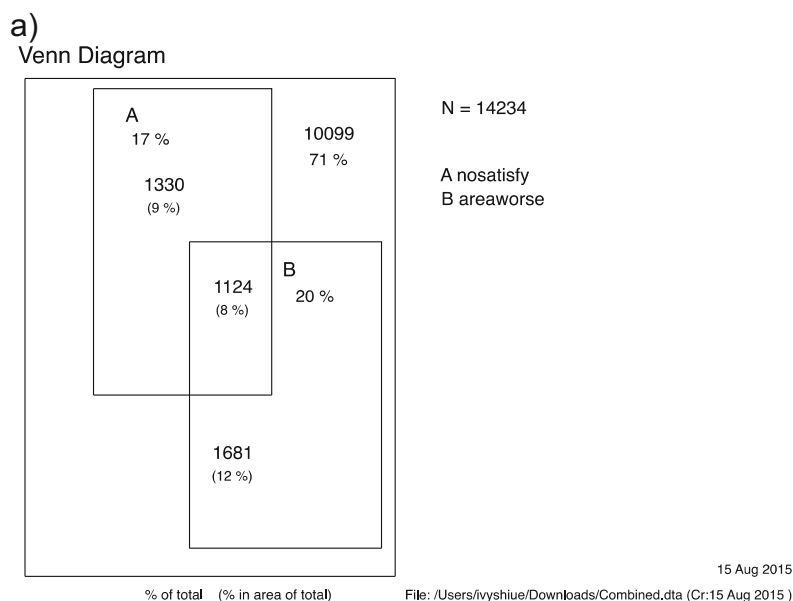 a)
Venn Diagram
A
17 %
1330
(9 %)
10099
71 %
N = 14234
A nosatisfy
B areaworse
B
20 %
1124
(8 %)
1681
(12 %)
15 Aug 2015
% of total (% in area of total)
File: /Users/ivyshiue/Downloads/Combined.dta (Cr:15 Aug 2015 )